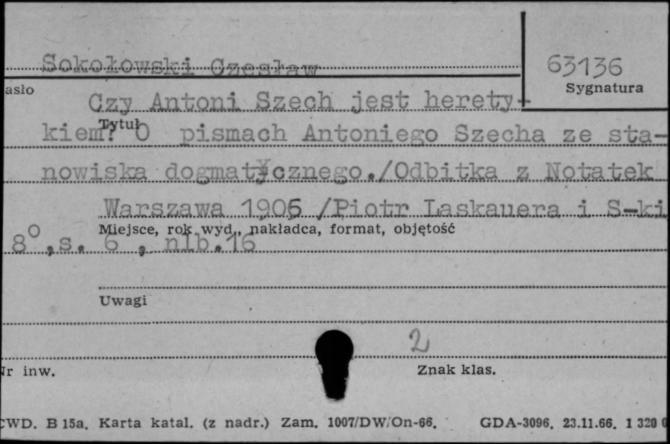 Sokołowski Czesław
63136
asło
Sygnatura
Czy Antoni Szech jest herety-
Tytuł
kiem? O pismach Antoniego Szecha ze sta-
nowiska dogmatycznego./Odbitka z Notatek
Warszawa 1906 /Piotr Laskauera i S-ki
Miejsce, rok wyd., nakładca, format, objętość
8°,s. 6 , nlb.16
Uwagi
2
Nr inw.
Znak klas.
CWD. B 15a. Karta katal. (z nadr.) Zam. 1007/DW/On-66. GDA-3096. 23.11.66. 1 320